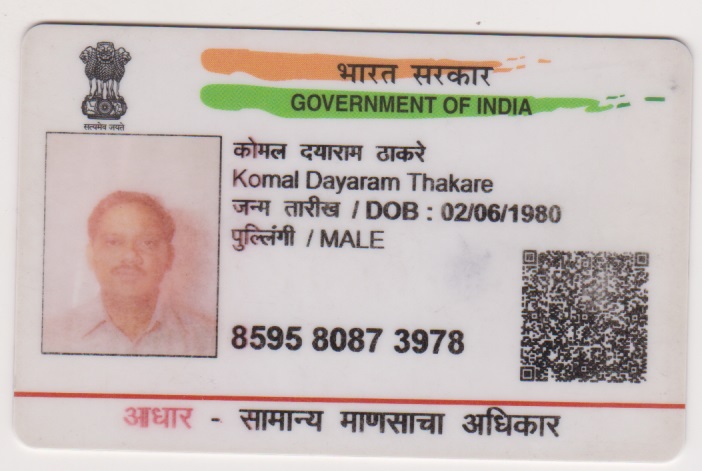 भारत सरकार
GOVERNMENT OF INDIA
सत्यमेव जयते
कोमल दयाराम ठाकरे
Komal Dayaram Thakare
जन्म तारीख / DOB : 02/06/1980
पुल्लिंगी / MALE
8595 8087 3978
आधार - सामान्य माणसाचा अधिकार